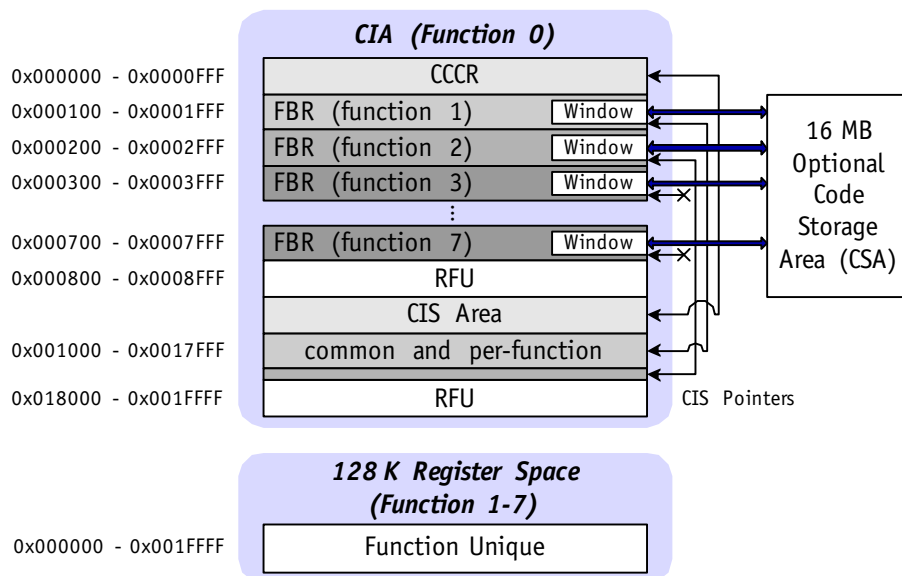 CIA (Function 0)
0x000000 - 0x0000FFF
CCCR
0x000100 - 0x0001FFF
FBR (function 1)
Window
0x000200 - 0x0002FFF
FBR (function 2)
Window
0x000300 - 0x0003FFF
FBR (function 3)
Window
0x000700 - 0x0007FFF
FBR (function 7)
Window
0x000800 - 0x0008FFF
RFU
CIS Area
0x001000 - 0x0017FFF
common and per-function
0x018000 - 0x001FFFF
RFU
CIS Pointers
16 MB
Optional
Code
Storage
Area (CSA)
128 K Register Space
(Function 1-7)
0x000000 - 0x001FFFF
Function Unique